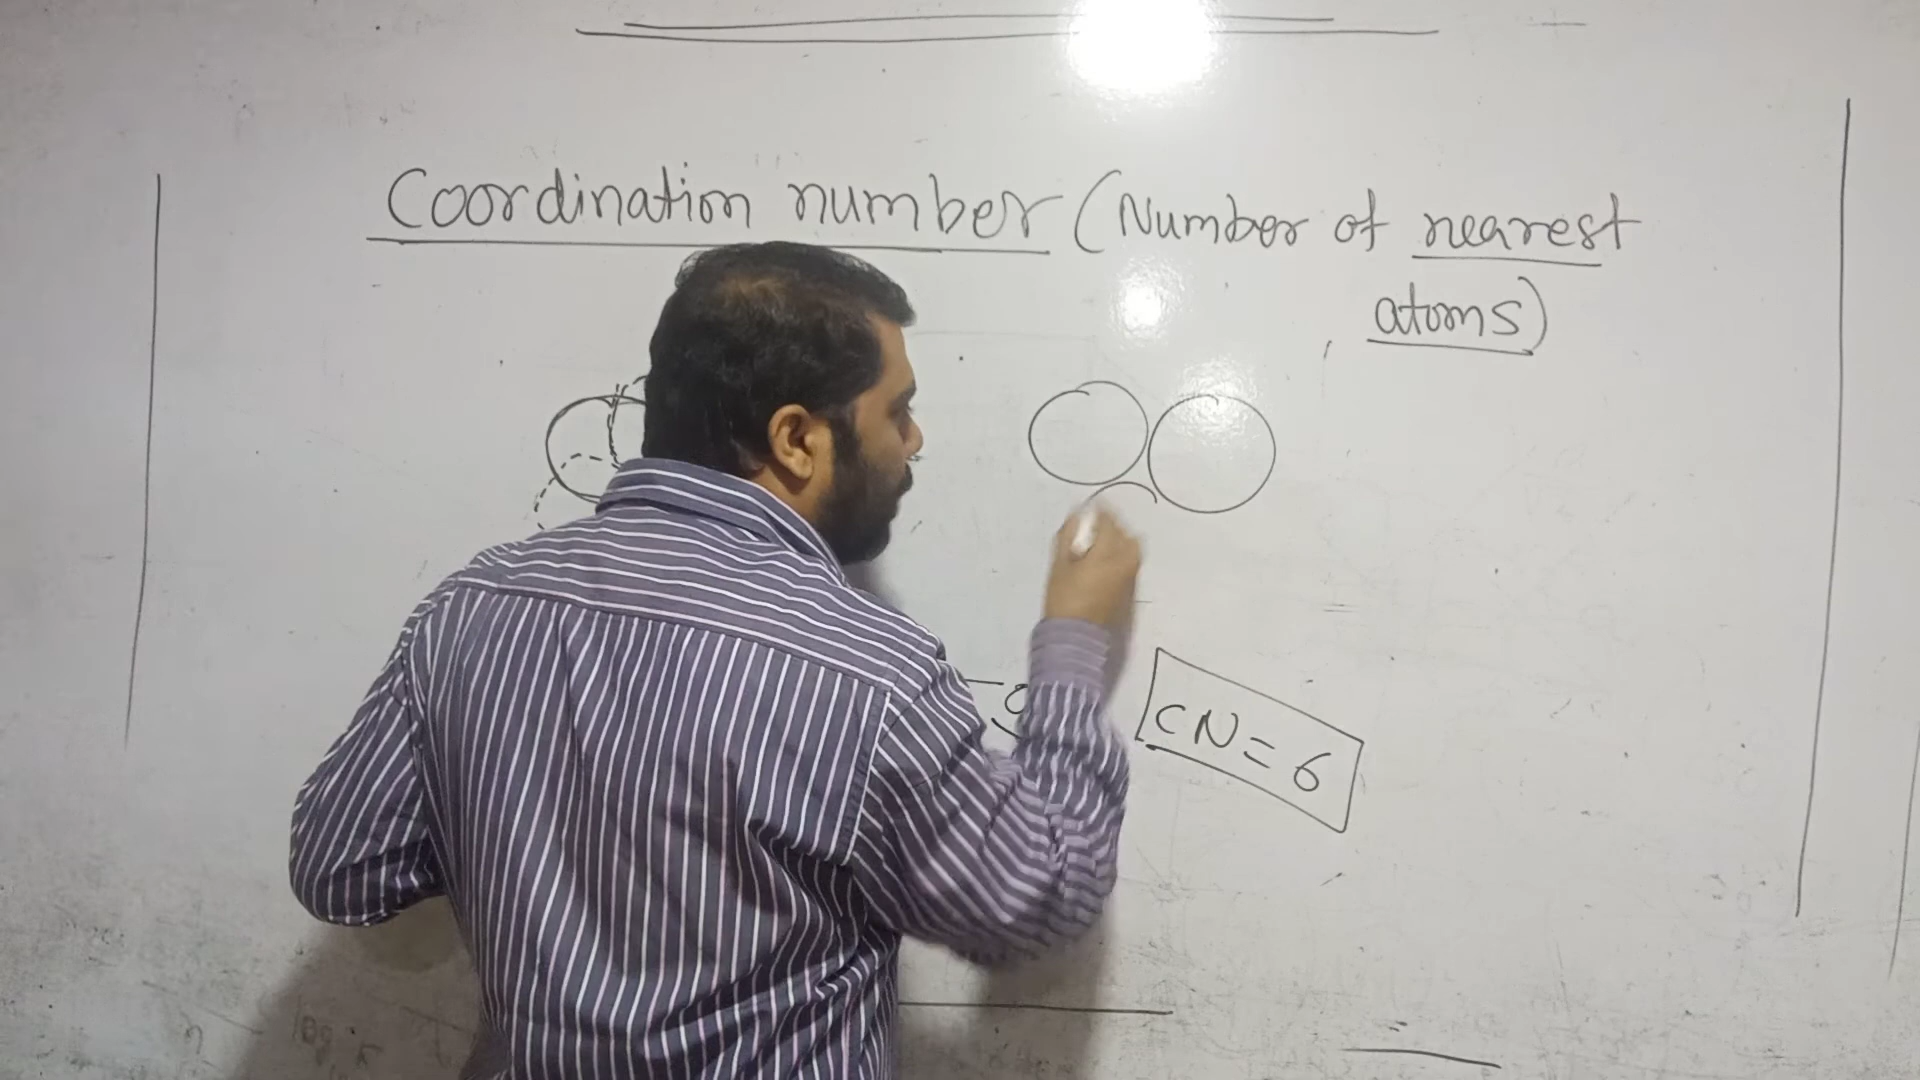 Coordination number (Number of nearest
atoms)
CN = 6